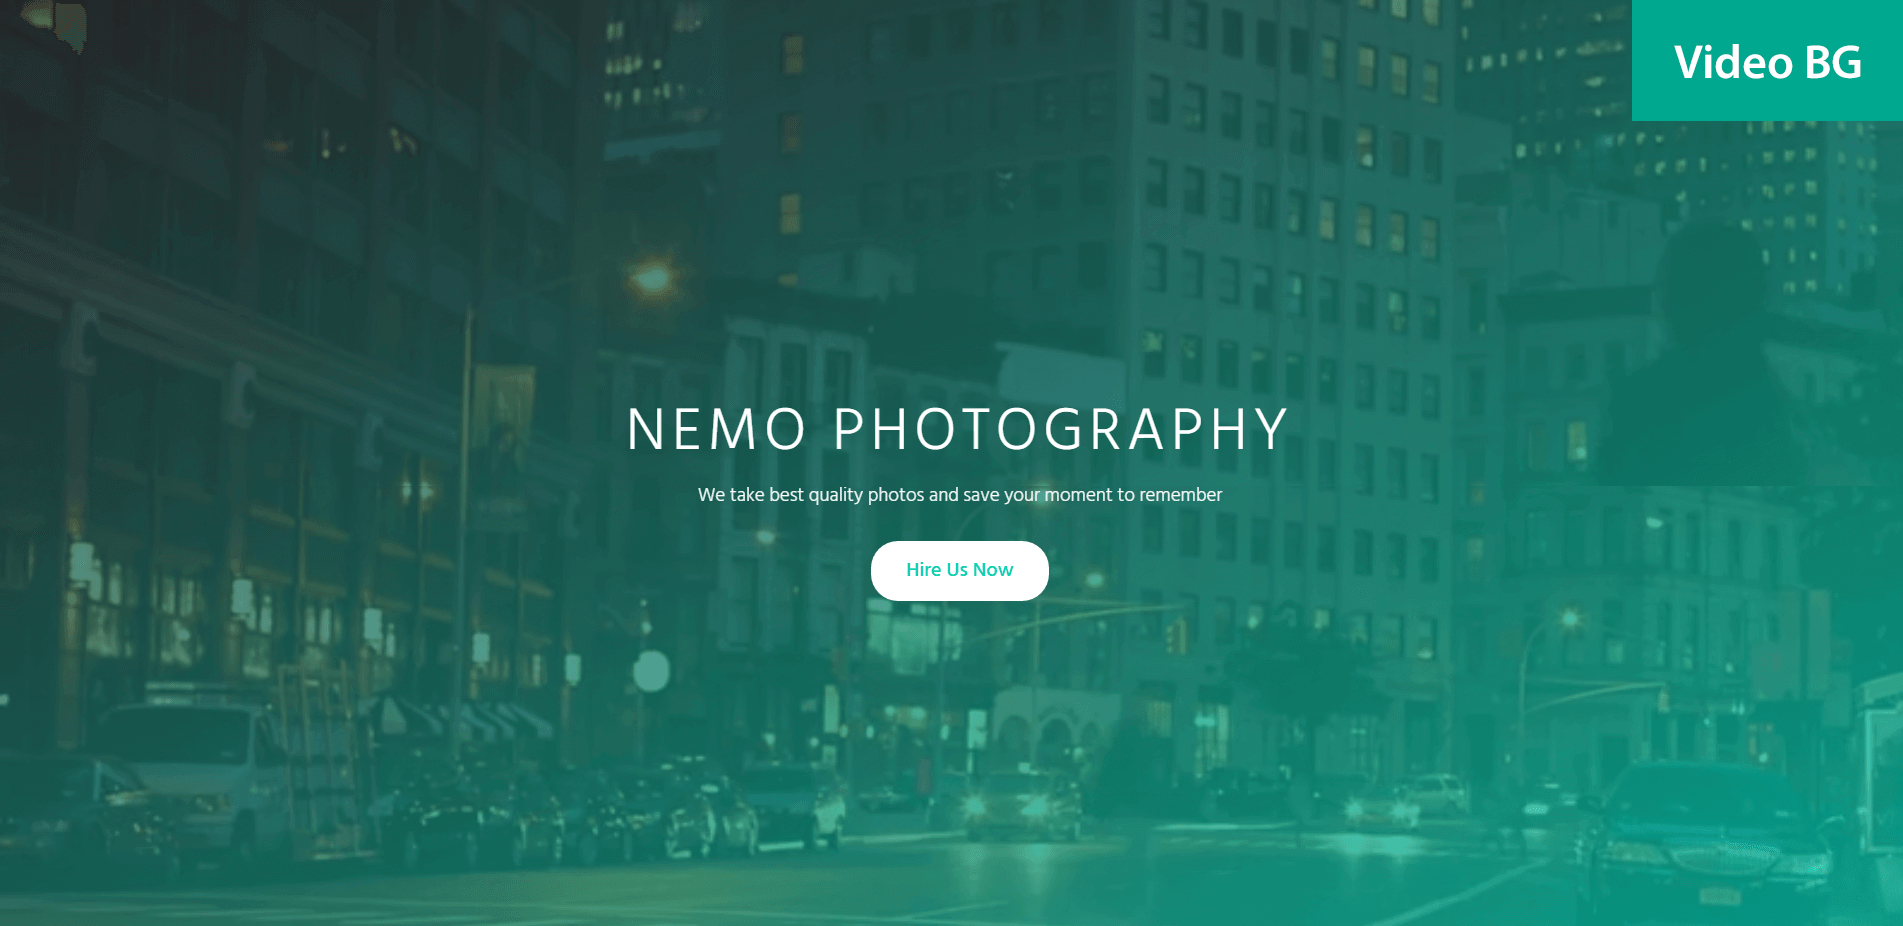 Video BG
NEMO PHOTOGRAPHY
We take best quality photos and save your moment to remember
Hire Us Now